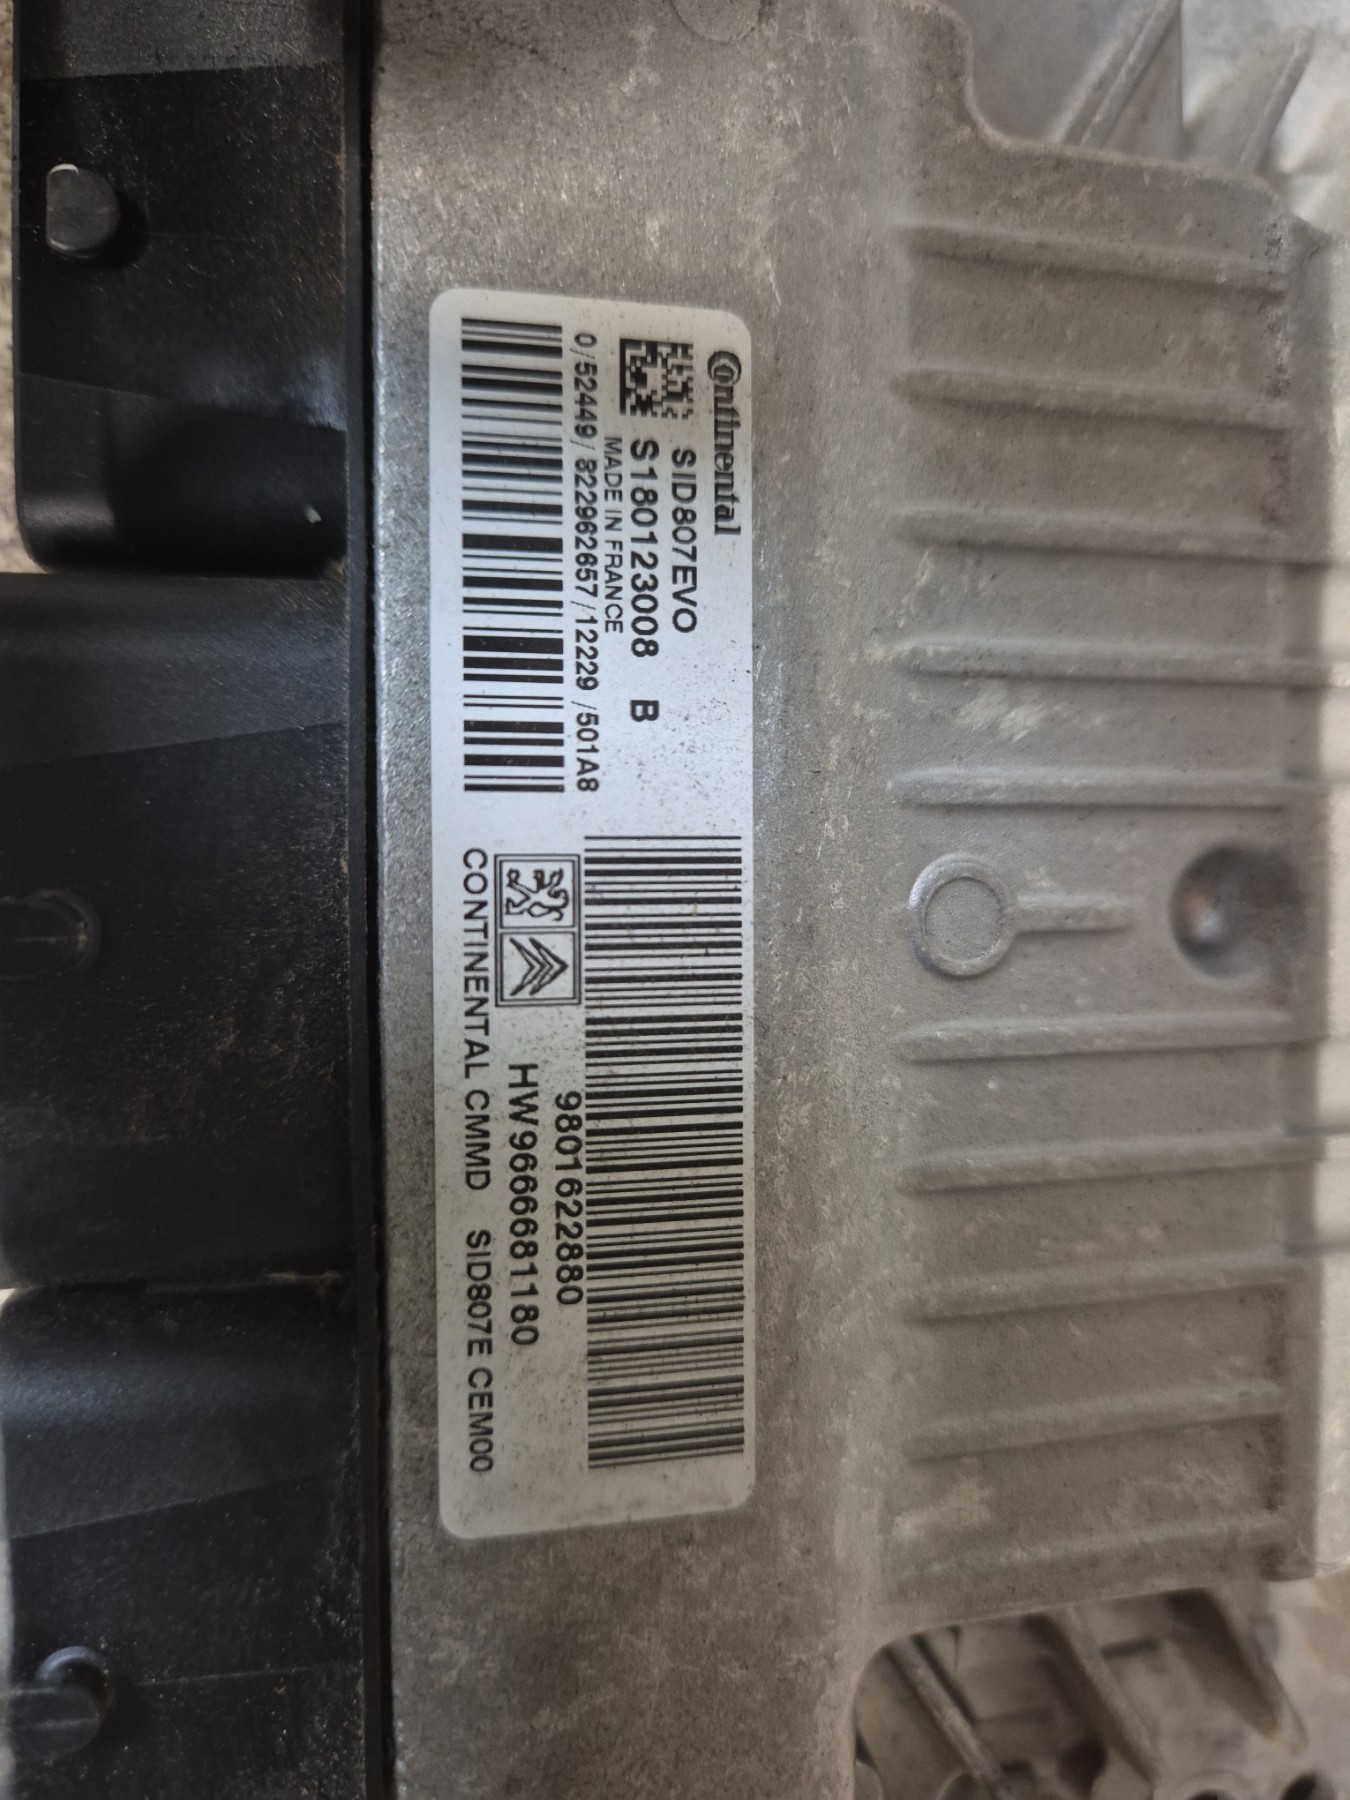 Continental
SID807EVO
S180123008 B
MADE IN FRANCE
0/52449/822962657/12229 /501A8
9801622880
HW9666681180
CONTINENTAL CMMD SID807E CEM00